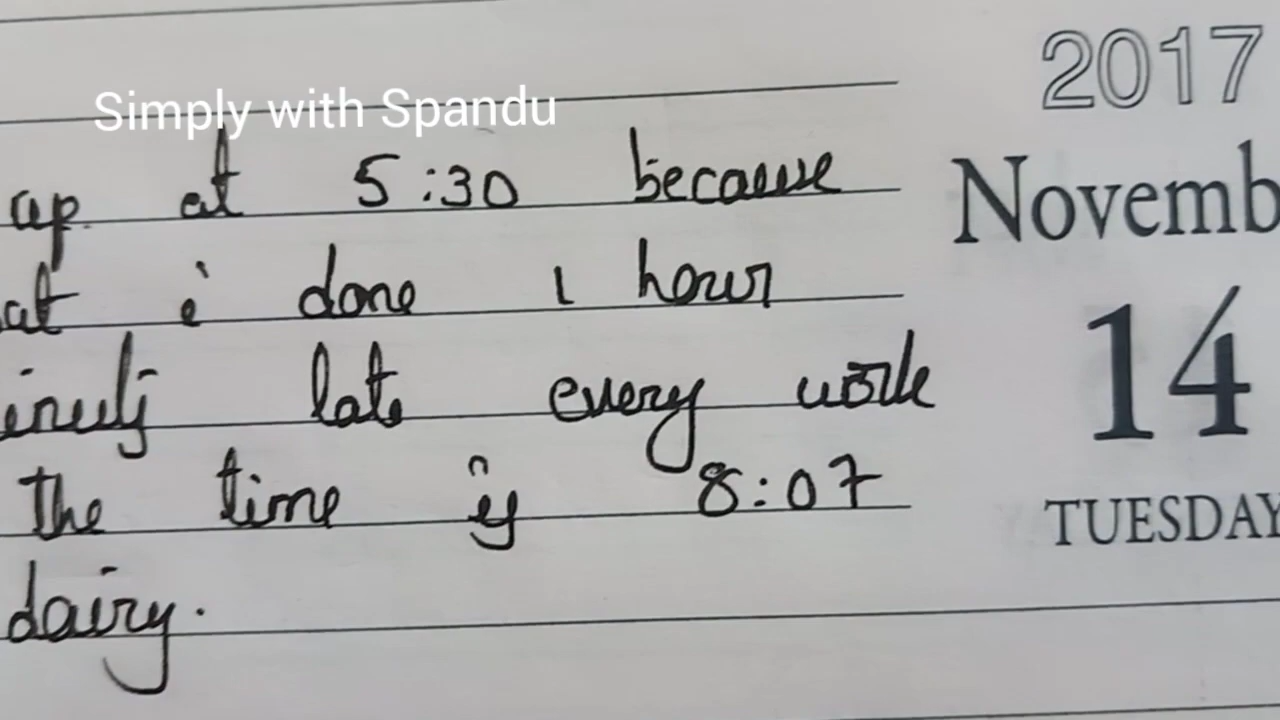 Simply with Spandu
up at 5:30 because
at i done 1 hour
late every work
the time is 8:07
dairy.
2017
Novemb
14
TUESDAY